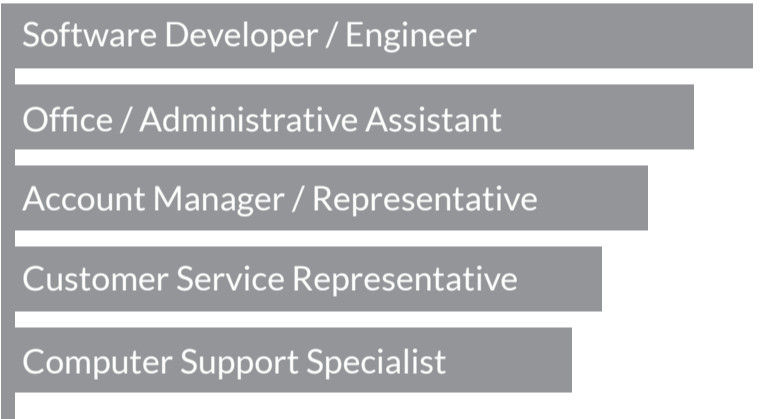 Software Developer / Engineer
Office / Administrative Assistant
Account Manager / Representative
Customer Service Representative
Computer Support Specialist